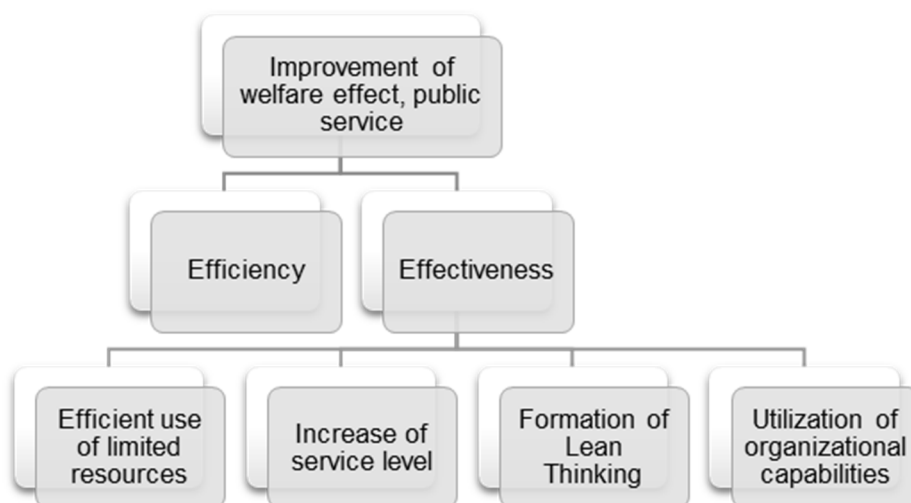 Improvement of
welfare effect, public
service
Efficiency
Effectiveness
Efficient use
of limited
resources
Increase of
service level
Formation of
Lean
Thinking
Utilization of
organizational
capabilities